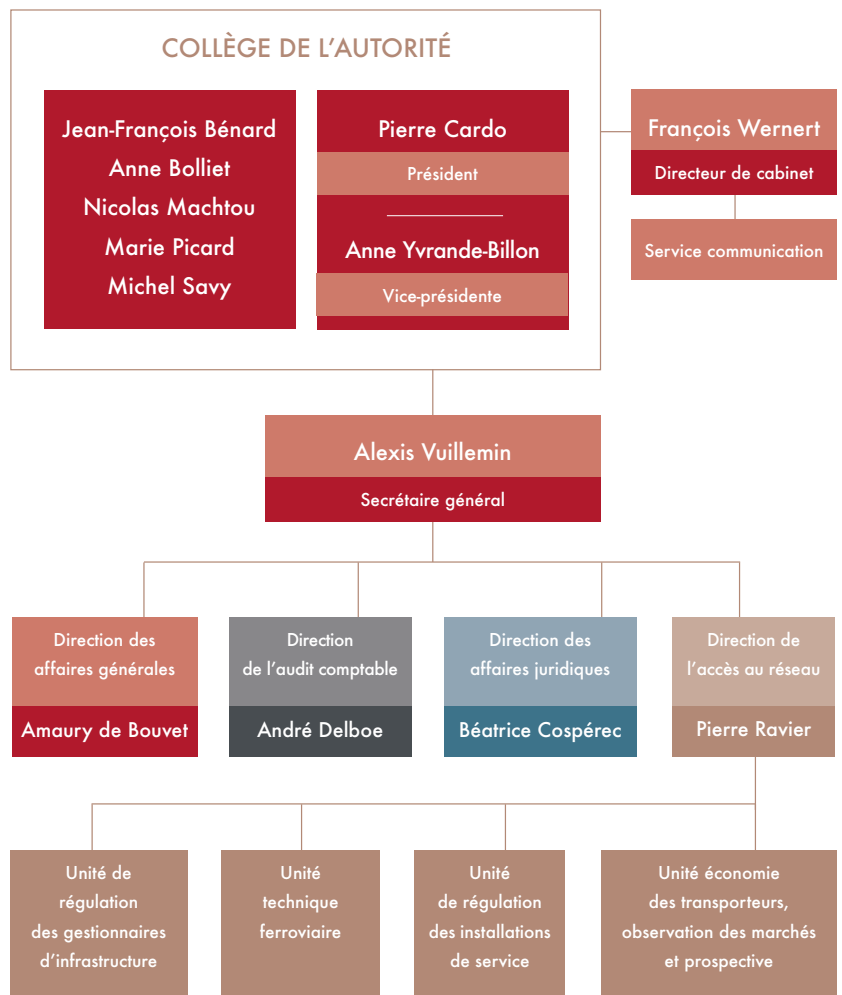 COLLÈGE DE L’AUTORITÉ
Jean-François Bénard
Anne Bolliet
Nicolas Machtou
Marie Picard
Michel Savy
Pierre Cardo
Président
Anne Yvrande-Billon
Vice-présidente
François Wernert
Directeur de cabinet
Service communication
Alexis Vuillemin
Secrétaire général
Direction des
affaires générales
Amaury de Bouvet
Direction
de l’audit comptable
André Delboe
Direction des
affaires juridiques
Béatrice Cospérec
Direction de
l’accès au réseau
Pierre Ravier
Unité de
régulation
des gestionnaires
d’infrastructure
Unité
technique
ferroviaire
Unité
de régulation
des installations
de service
Unité économie
des transporteurs,
observation des marchés
et prospective